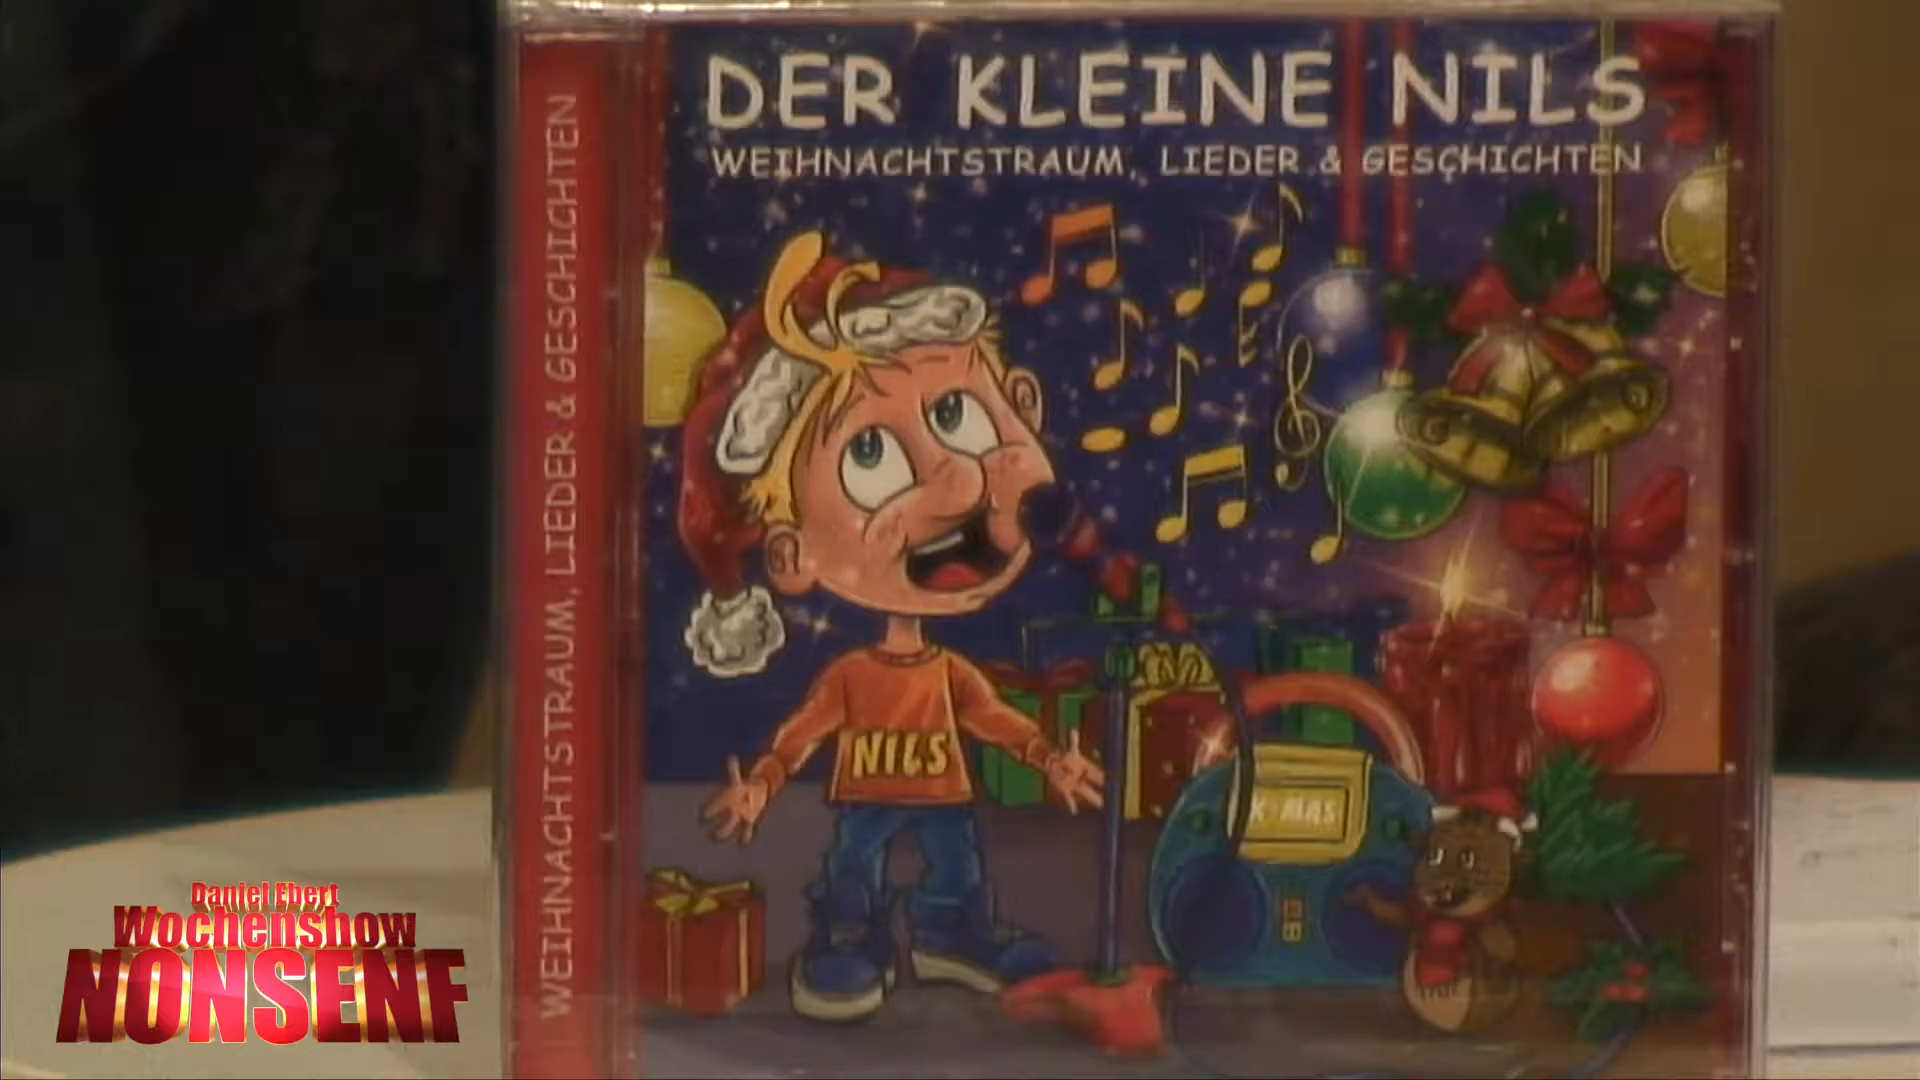 DER KLEINE NILS
WEIHNACHTSTRAUM, LIEDER & GESCHICHTEN
WEIHNACHTSTRAUM, LIEDER & GESCHICHTEN
NILS
X-MAS
Daniel Ebert
Wochenshow
NONSENF